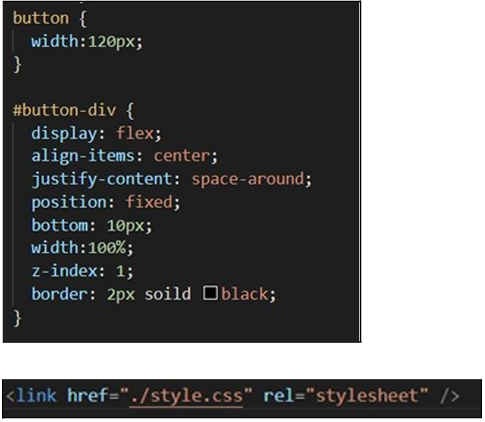 button {
width:120px;
}
#button-div {
display: flex;
align-items: center;
justify-content: space-around;
position: fixed;
bottom: 10px;
width:100%;
z-index: 1;
border: 2px soild black;
}
<link href="./style.css" rel="stylesheet" />